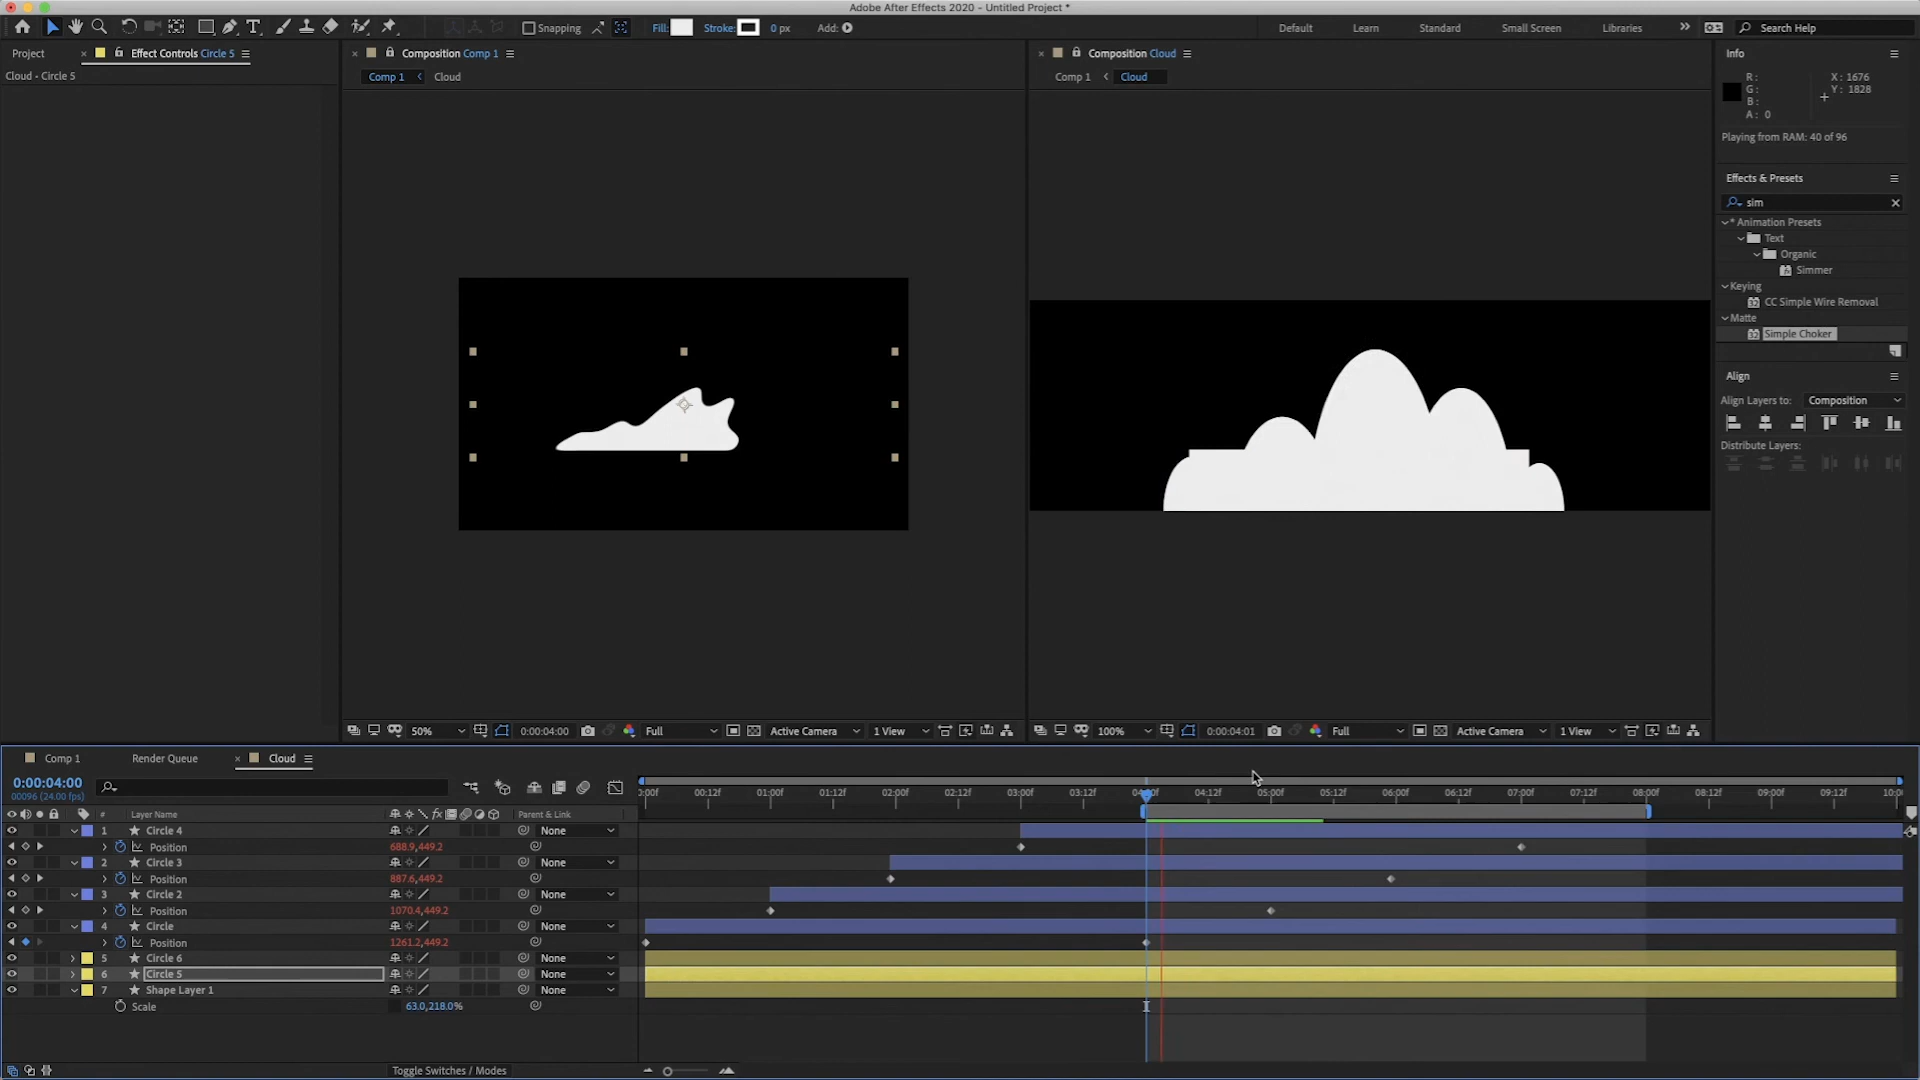 Adobe After Effects 2020 - Untitled Project *
Snapping
Fill:
Stroke:
0 px
Add:
Default
Learn
Standard
Small Screen
Libraries
Search Help
Project
Effect Controls Circle 5
Composition Comp 1
Composition Cloud
Info
Cloud • Circle 5
Comp 1
Cloud
Comp 1
Cloud
R:
G:
B:
A: 0
X: 1676
Y: 1828
Playing from RAM: 40 of 96
Effects & Presets
sim
* Animation Presets
Text
Organic
Simmer
Keying
CC Simple Wire Removal
Matte
Simple Choker
Align
Align Layers to:
Composition
Distribute Layers:
50%
0:00:04:00
Full
Active Camera
1 View
100%
0:00:04:01
Full
Active Camera
1 View
Comp 1
Render Queue
Cloud
0:00:04:00
00096 (24.00 fps)
:00f
00:12f
01:00f
01:12f
02:00f
02:12f
03:00f
03:12f
04:00f
04:12f
05:00f
05:12f
06:00f
06:12f
07:00f
07:12f
08:00f
08:12f
09:00f
09:12f
10:0
#
Layer Name
Parent & Link
1
Circle 4
None
Position
688.9,449.2
2
Circle 3
None
Position
887.6,449.2
3
Circle 2
None
Position
1070.4,449.2
4
Circle
None
Position
1261.2,449.2
5
Circle 6
None
6
Circle 5
None
7
Shape Layer 1
None
Scale
63.0,218.0%
Toggle Switches / Modes